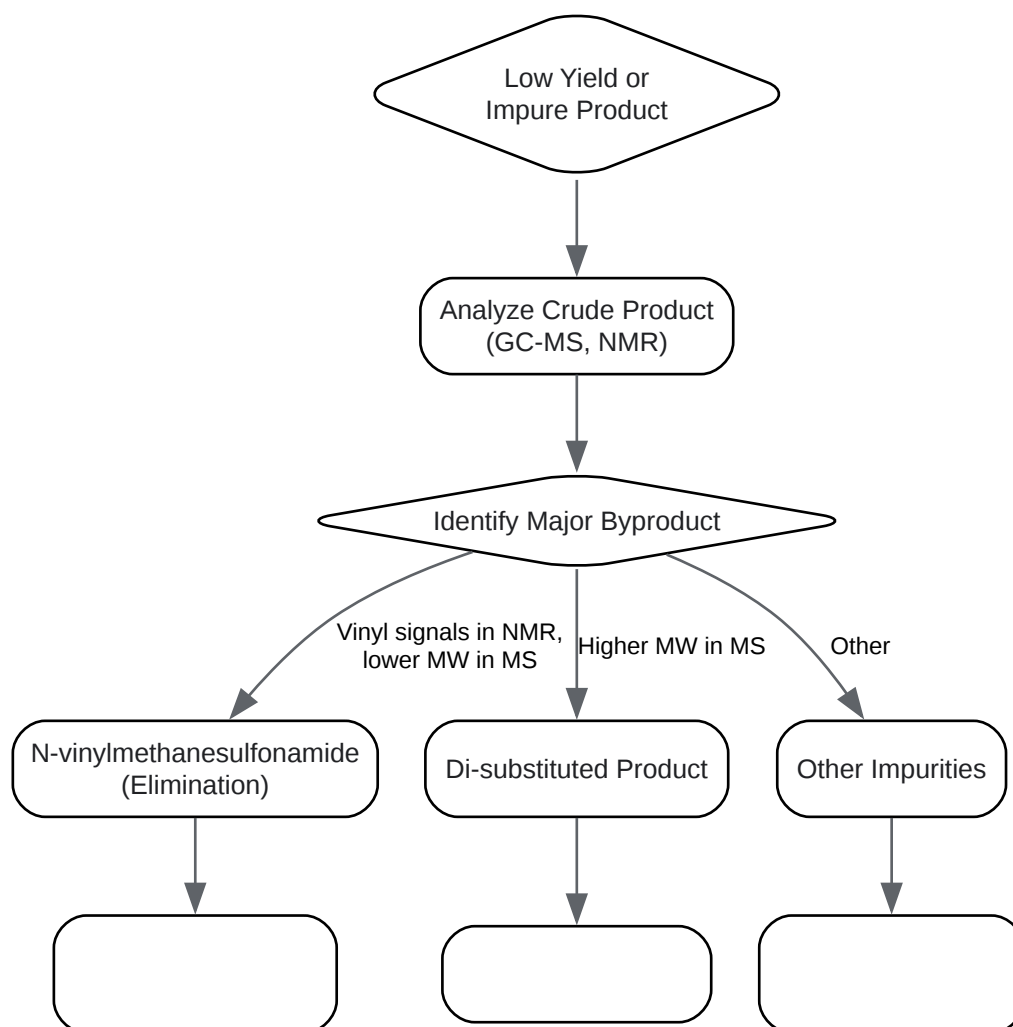 Low Yield or
Impure Product
Analyze Crude Product
(GC-MS, NMR)
Identify Major Byproduct
Vinyl signals in NMR,
lower MW in MS
Higher MW in MS
Other
N-vinylmethanesulfonamide
(Elimination)
Di-substituted Product
Other Impurities